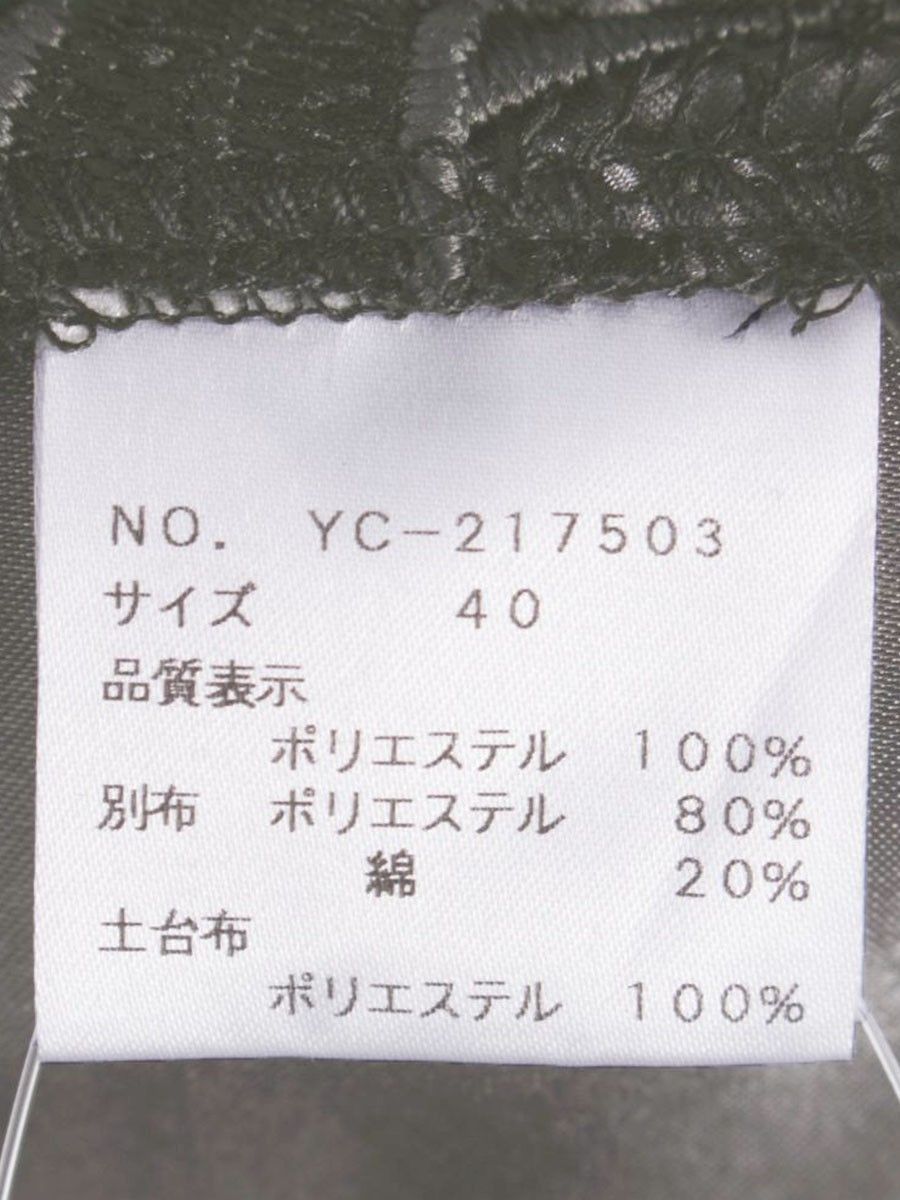 NO. YC-217503
サイズ 40
品質表示
ポリエステル 100%
別布 ポリエステル 80%
綿 20%
土台布
ポリエステル 100%